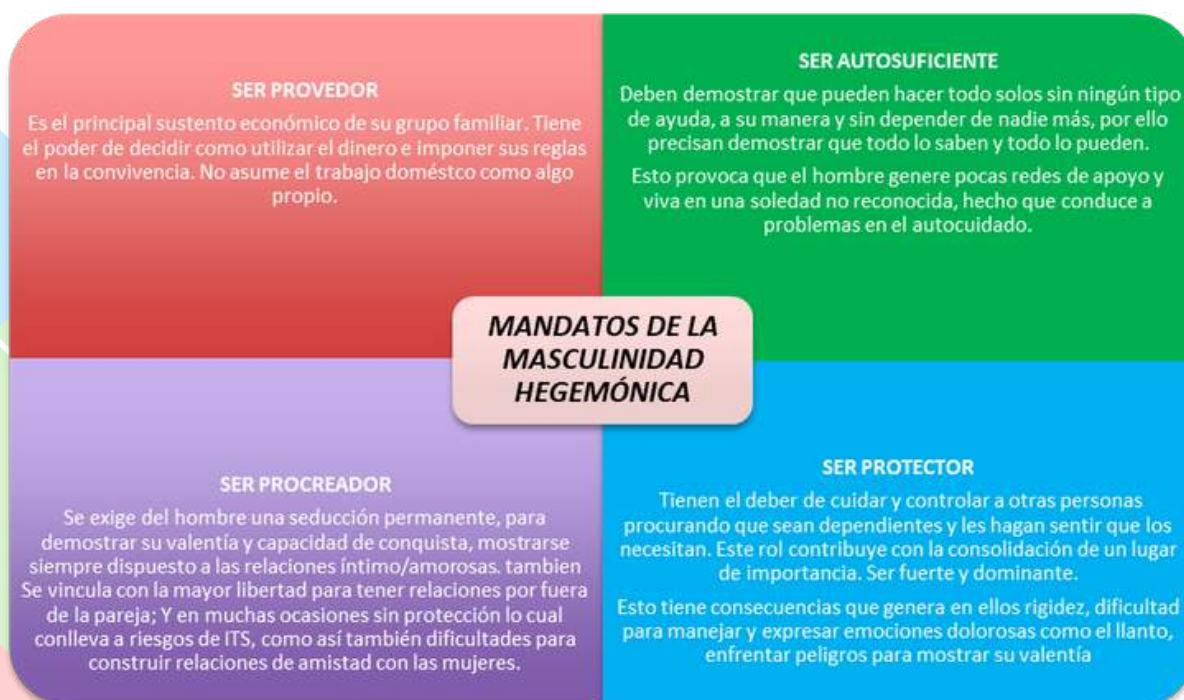 SER PROVEDOR
Es el principal sustento económico de su grupo familiar. Tiene
el poder de decidir como utilizar el dinero e imponer sus reglas
en la convivencia. No asume el trabajo doméstco como algo
propio.
SER AUTOSUFICIENTE
Deben demostrar que pueden hacer todo solos sin ningún tipo
de ayuda, a su manera y sin depender de nadie más, por ello
precisan demostrar que todo lo saben y todo lo pueden.
Esto provoca que el hombre genere pocas redes de apoyo y
viva en una soledad no reconocida, hecho que conduce a
problemas en el autocuidado.
MANDATOS DE LA
MASCULINIDAD
HEGEMÓNICA
SER PROCREADOR
Se exige del hombre una seducción permanente, para
demostrar su valentía y capacidad de conquista, mostrarse
siempre dispuesto a las relaciones íntimo/amorosas. tambien
Se vincula con la mayor libertad para tener relaciones por fuera
de la pareja; Y en muchas ocasiones sin protección lo cual
conlleva a riesgos de ITS, como así también dificultades para
construir relaciones de amistad con las mujeres.
SER PROTECTOR
Tienen el deber de cuidar y controlar a otras personas
procurando que sean dependientes y les hagan sentir que los
necesitan. Este rol contribuye con la consolidación de un lugar
de importancia. Ser fuerte y dominante.
Esto tiene consecuencias que genera en ellos rigidez, dificultad
para manejar y expresar emociones dolorosas como el llanto,
enfrentar peligros para mostrar su valentía